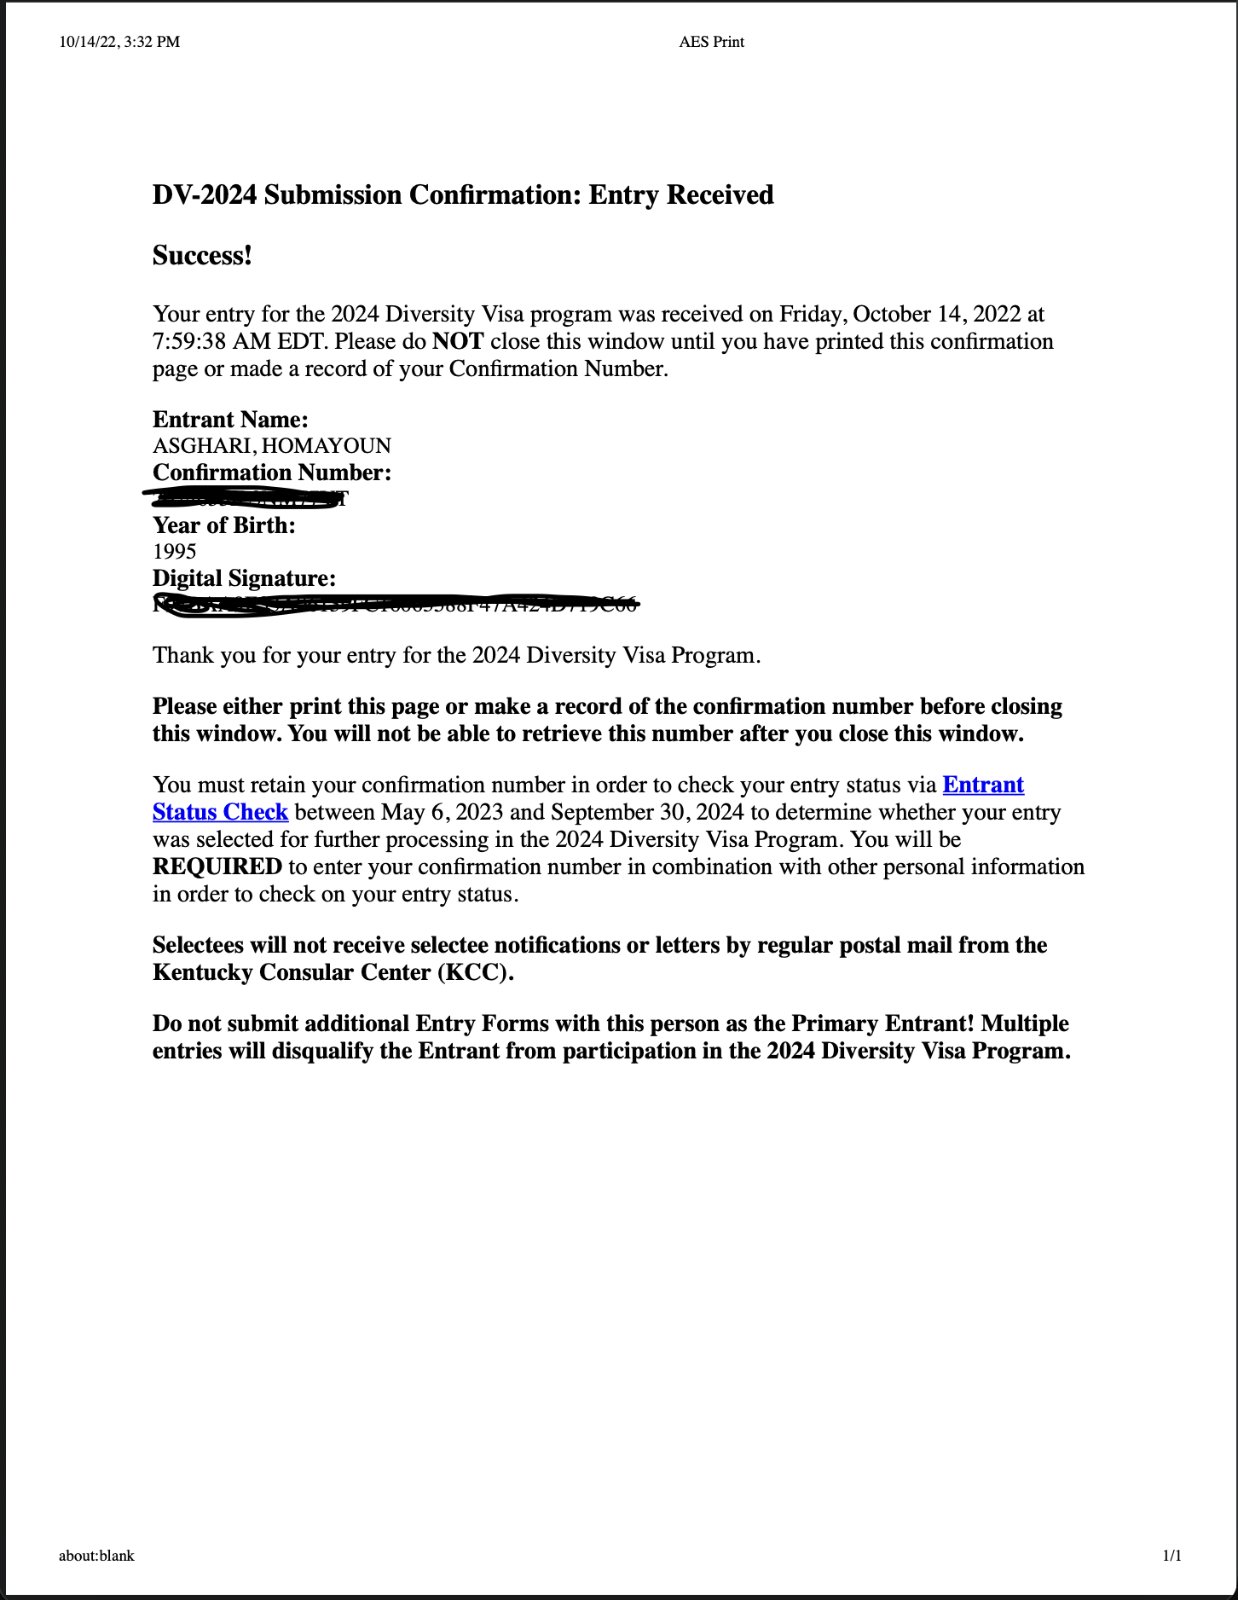 10/14/22, 3:32 PM
AES Print
DV-2024 Submission Confirmation: Entry Received
Success!
Your entry for the 2024 Diversity Visa program was received on Friday, October 14, 2022 at
7:59:38 AM EDT. Please do NOT close this window until you have printed this confirmation
page or made a record of your Confirmation Number.
Entrant Name:
ASGHARI, HOMAYOUN
Confirmation Number:
Year of Birth:
1995
Digital Signature:
Thank you for your entry for the 2024 Diversity Visa Program.
Please either print this page or make a record of the confirmation number before closing
this window. You will not be able to retrieve this number after you close this window.
You must retain your confirmation number in order to check your entry status via Entrant
Status Check between May 6, 2023 and September 30, 2024 to determine whether your entry
was selected for further processing in the 2024 Diversity Visa Program. You will be
REQUIRED to enter your confirmation number in combination with other personal information
in order to check on your entry status.
Selectees will not receive selectee notifications or letters by regular postal mail from the
Kentucky Consular Center (KCC).
Do not submit additional Entry Forms with this person as the Primary Entrant! Multiple
entries will disqualify the Entrant from participation in the 2024 Diversity Visa Program.
about:blank
1/1